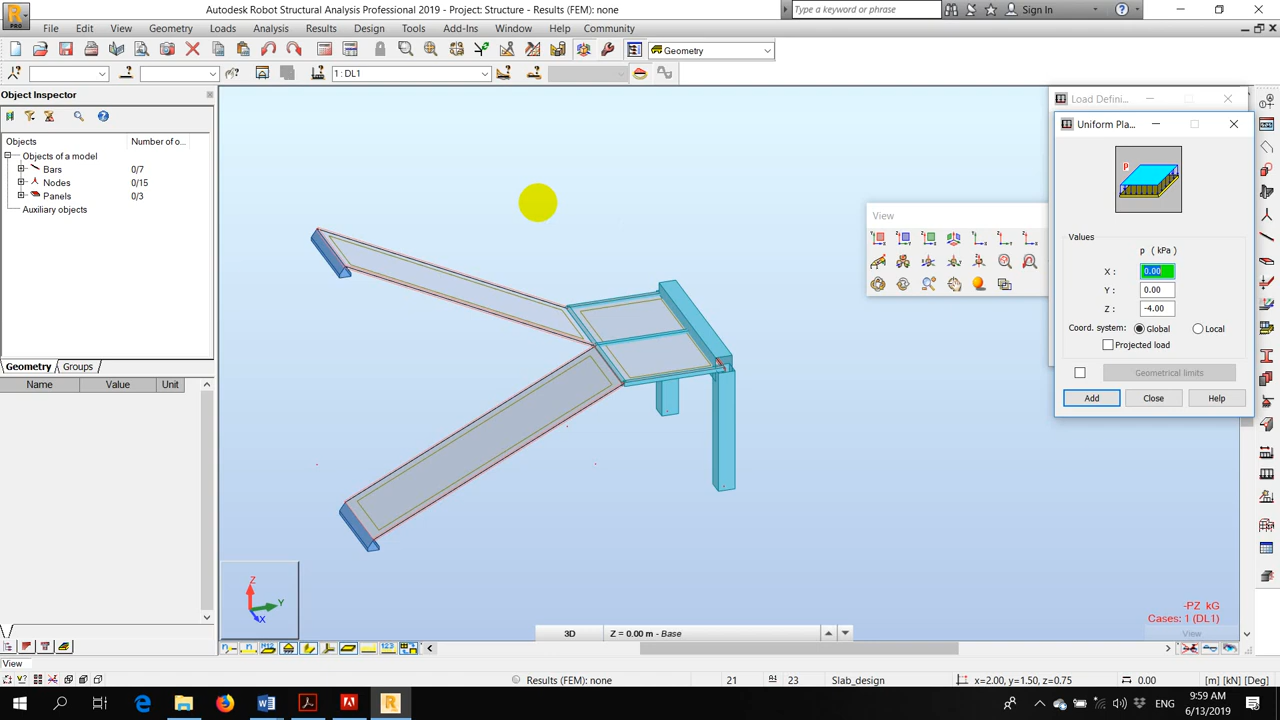 Autodesk Robot Structural Analysis Professional 2019 - Project: Structure - Results (FEM): none
Type a keyword or phrase
Sign In
PRO
File Edit View Geometry Loads Analysis Results Design Tools Add-Ins Window Help Community
Geometry
1: DL1
Object Inspector
Objects Number of o...
Objects of a model
Bars 0/7
Nodes 0/15
Panels 0/3
Auxiliary objects
Geometry Groups
Name Value Unit
Load Defini...
Uniform Pla...
P
Values
p ( kPa )
X : 0.00
Y : 0.00
Z : -4.00
Coord. system: Global Local
Projected load
Geometrical limits
Add Close Help
View
Z
Y
X
-PZ kG
Cases: 1 (DL1)
View
3D Z = 0.00 m - Base
View
Results (FEM): none 21 23 Slab_design x=2.00, y=1.50, z=0.75 0.00 [m] [kG] [Deg]
ENG
9:59 AM
6/13/2019